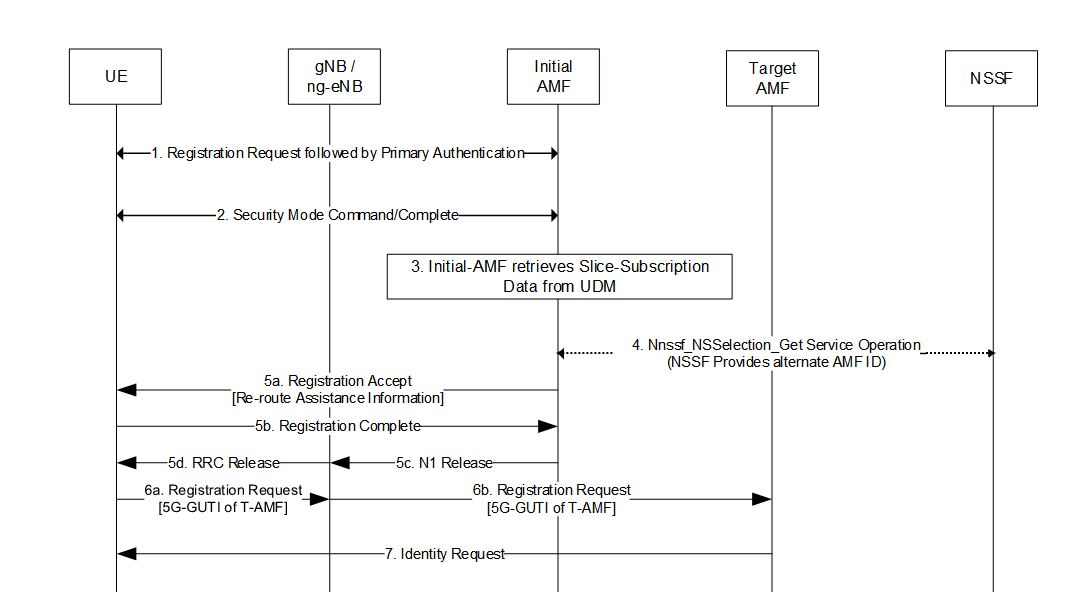 UE
gNB /
ng-eNB
Initial
AMF
Target
AMF
NSSF
1. Registration Request followed by Primary Authentication
2. Security Mode Command/Complete
3. Initial-AMF retrieves Slice-Subscription
Data from UDM
4. Nnssf_NSSelection_Get Service Operation
(NSSF Provides alternate AMF ID)
5a. Registration Accept
[Re-route Assistance Information]
5b. Registration Complete
5d. RRC Release
5c. N1 Release
6a. Registration Request
[5G-GUTI of T-AMF]
6b. Registration Request
[5G-GUTI of T-AMF]
7. Identity Request